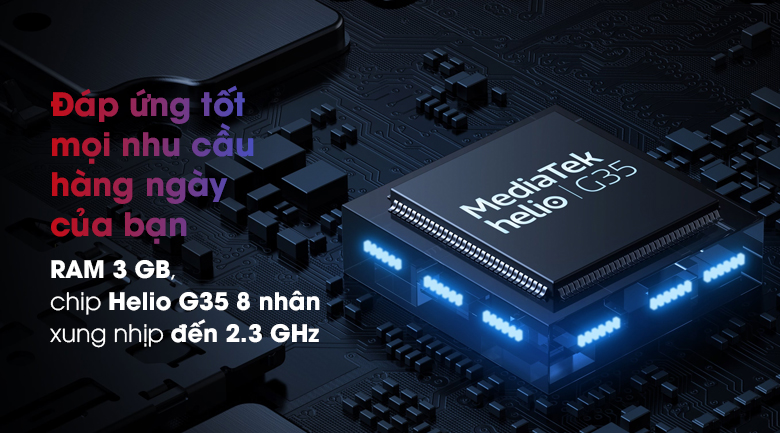 Đáp ứng tốt
mọi nhu cầu
hàng ngày
của bạn
RAM 3 GB,
chip Helio G35 8 nhân
xung nhịp đến 2.3 GHz
MediaTek
helio | G35